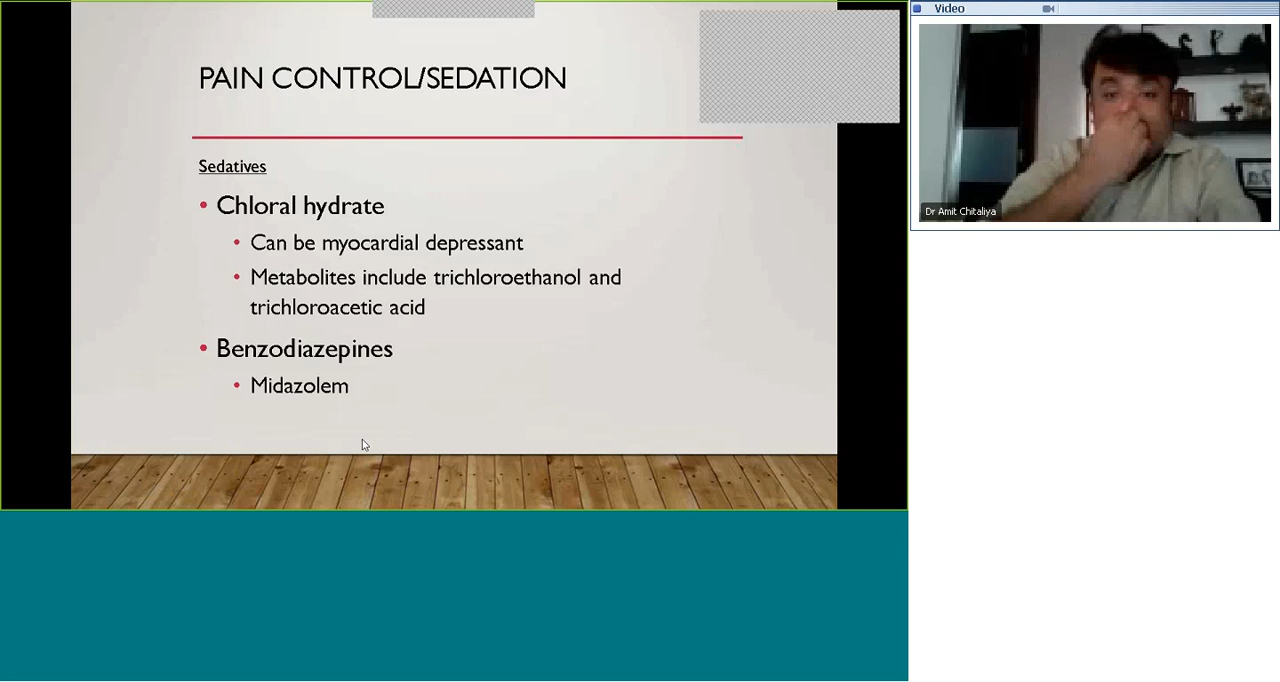 PAIN CONTROL/SEDATION
Sedatives
• Chloral hydrate
• Can be myocardial depressant
• Metabolites include trichloroethanol and
trichloroacetic acid
• Benzodiazepines
• Midazolem
Video
Dr Amit Chitaliya